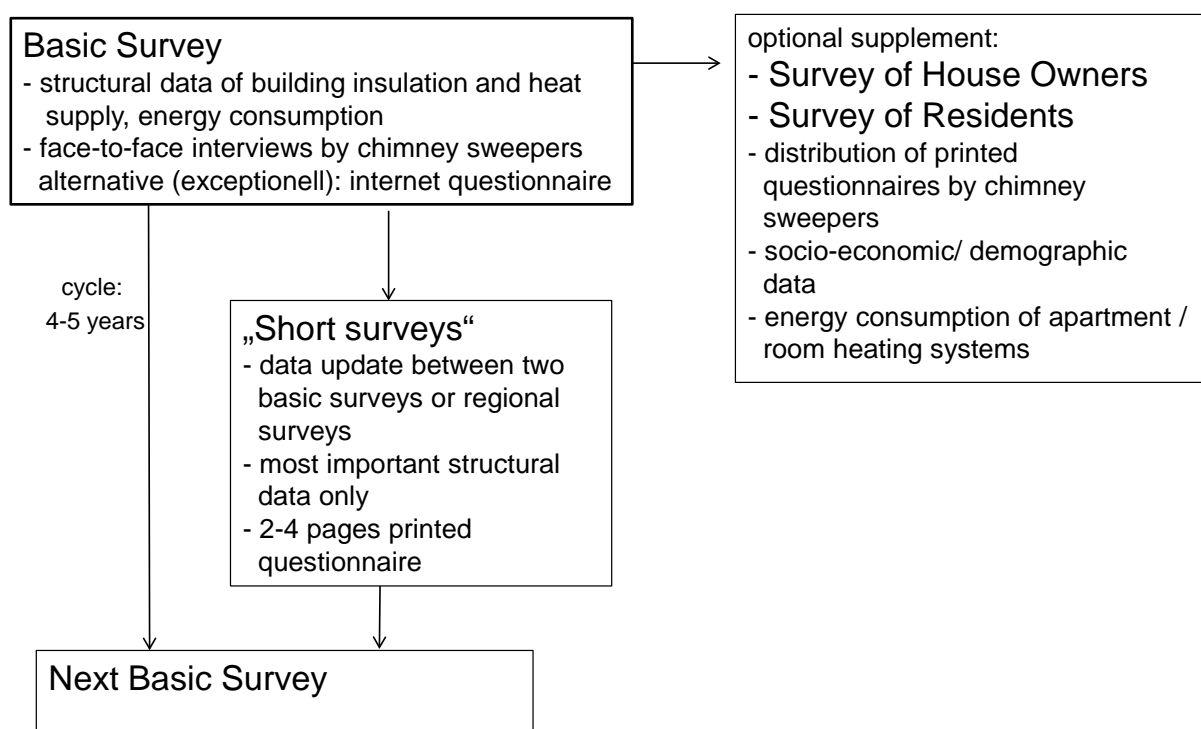 Basic Survey
- structural data of building insulation and heat
supply, energy consumption
- face-to-face interviews by chimney sweepers
alternative (exceptionell): internet questionnaire
optional supplement:
- Survey of House Owners
- Survey of Residents
- distribution of printed
questionnaires by chimney
sweepers
- socio-economic/ demographic
data
- energy consumption of apartment /
room heating systems
cycle:
4-5 years
„Short surveys“
- data update between two
basic surveys or regional
surveys
- most important structural
data only
- 2-4 pages printed
questionnaire
Next Basic Survey